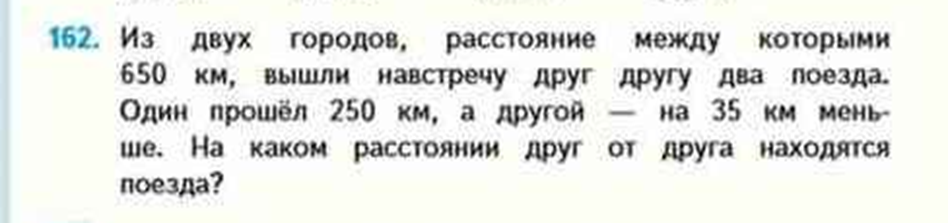 162. Из двух городов, расстояние между которыми
650 км, вышли навстречу друг другу два поезда.
Один прошёл 250 км, а другой — на 35 км мень-
ше. На каком расстоянии друг от друга находятся
поезда?